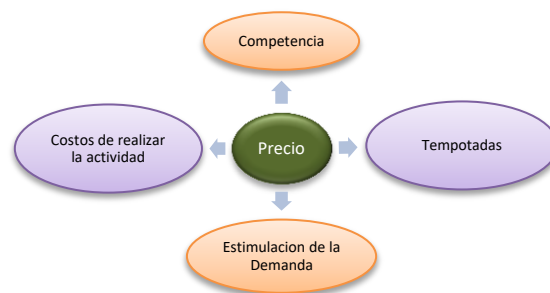 Competencia
Costos de realizar
la actividad
Precio
Tempotadas
Estimulacion de la
Demanda